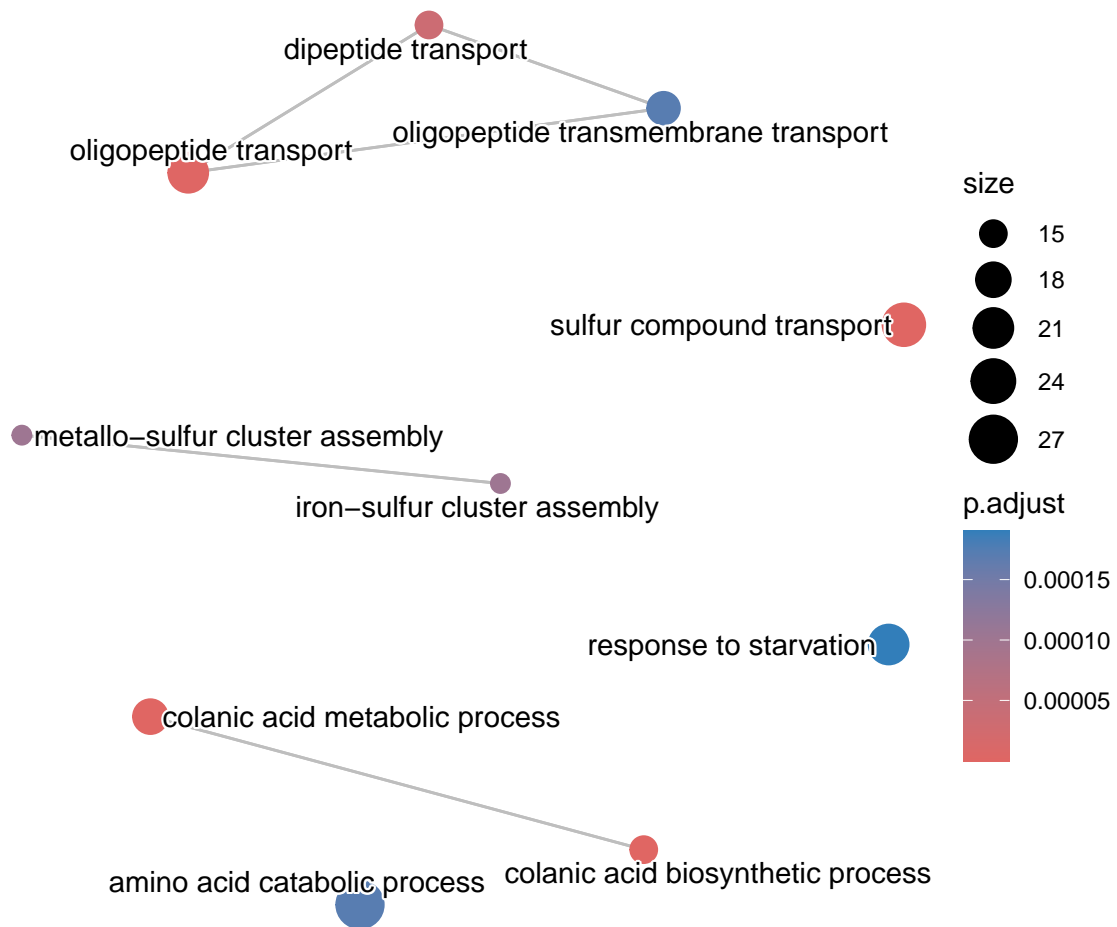 dipeptide transport
oligopeptide transmembrane transport
oligopeptide transport
sulfur compound transport
metallo−sulfur cluster assembly
iron−sulfur cluster assembly
response to starvation
colanic acid metabolic process
colanic acid biosynthetic process
amino acid catabolic process
size
15
18
21
24
27
p.adjust
0.00015
0.00010
0.00005